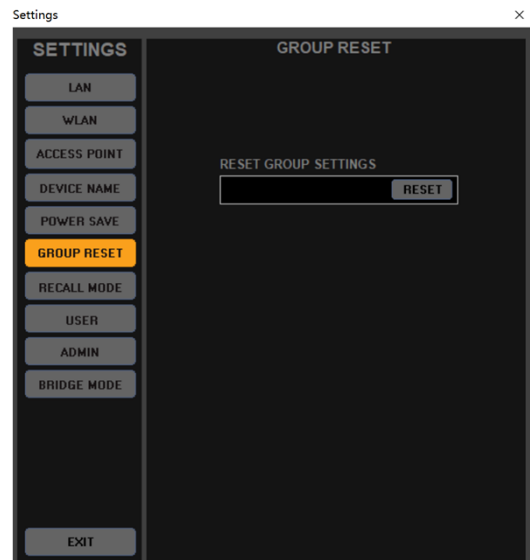 Settings
SETTINGS
LAN
WLAN
ACCESS POINT
DEVICE NAME
POWER SAVE
GROUP RESET
RECALL MODE
USER
ADMIN
BRIDGE MODE
EXIT
GROUP RESET
RESET GROUP SETTINGS
RESET